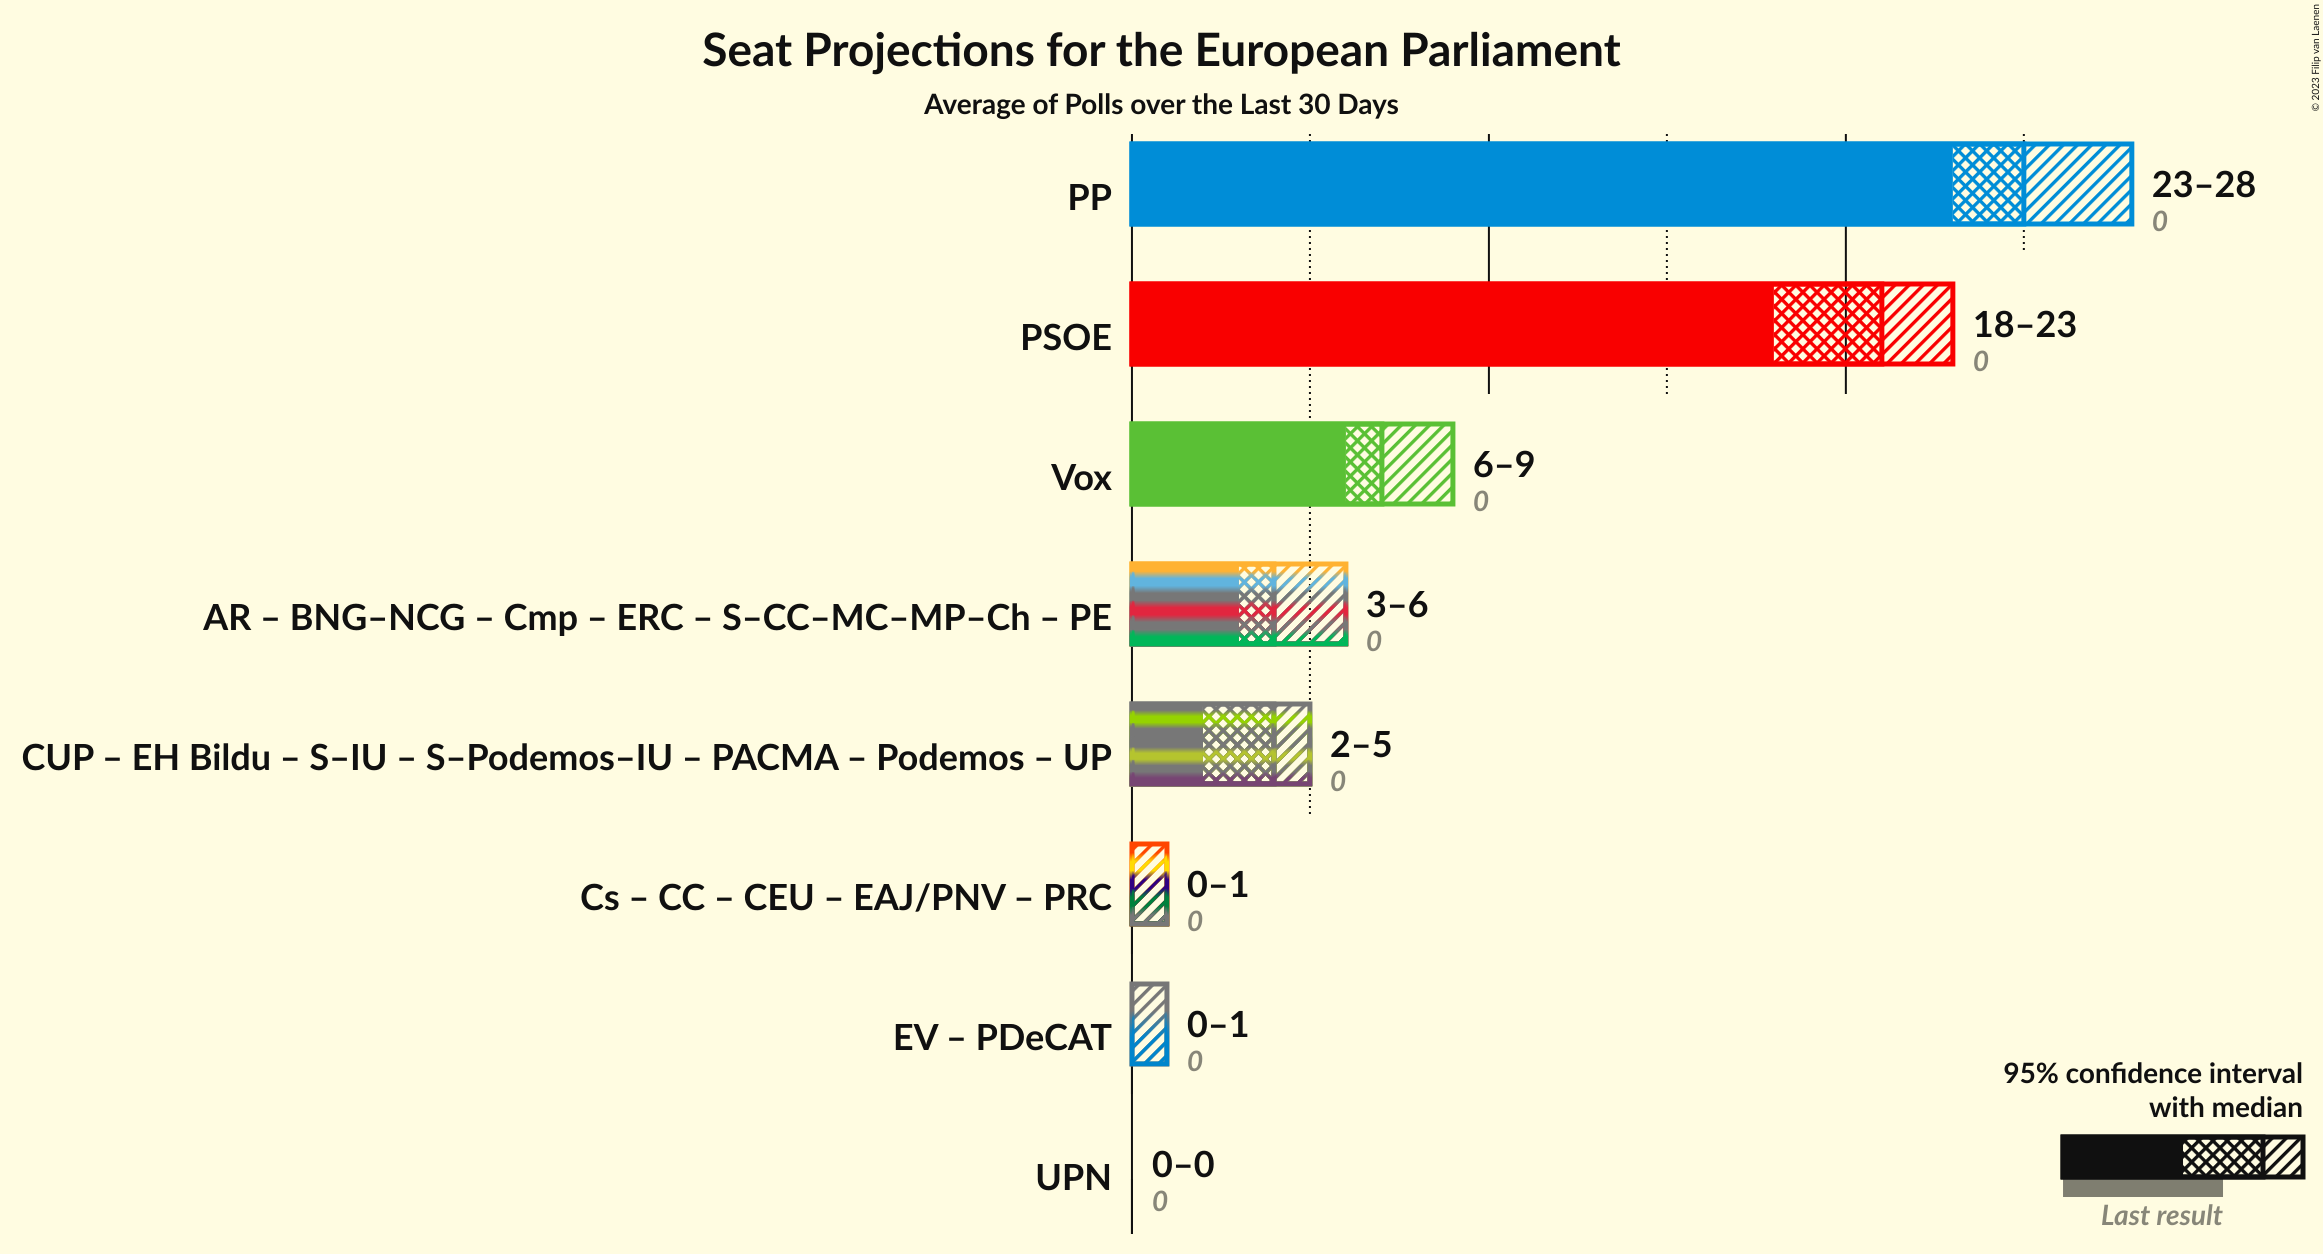 Seat Projections for the European Parliament
Average of Polls over the Last 30 Days
© 2023 Filip van Laenen
PP
23–28
0
PSOE
18–23
0
Vox
6–9
0
AR – BNG–NCG – Cmp – ERC – S–CC–MC–MP–Ch – PE
3–6
0
CUP – EH Bildu – S–IU – S–Podemos–IU – PACMA – Podemos – UP
2–5
0
Cs – CC – CEU – EAJ/PNV – PRC
0–1
0
EV – PDeCAT
0–1
0
UPN
0–0
0
95% confidence interval
with median
Last result